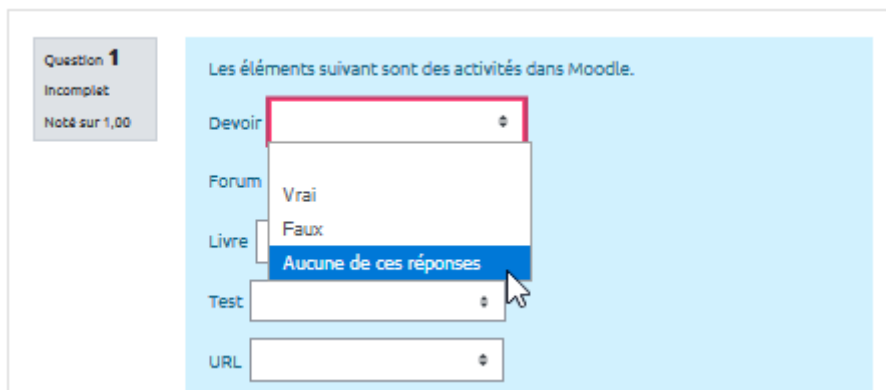 Question 1
Incomplet
Noté sur 1,00
Les éléments suivant sont des activités dans Moodle.
Devoir
Forum
Vrai
Faux
Livre
Aucune de ces réponses
Test
URL